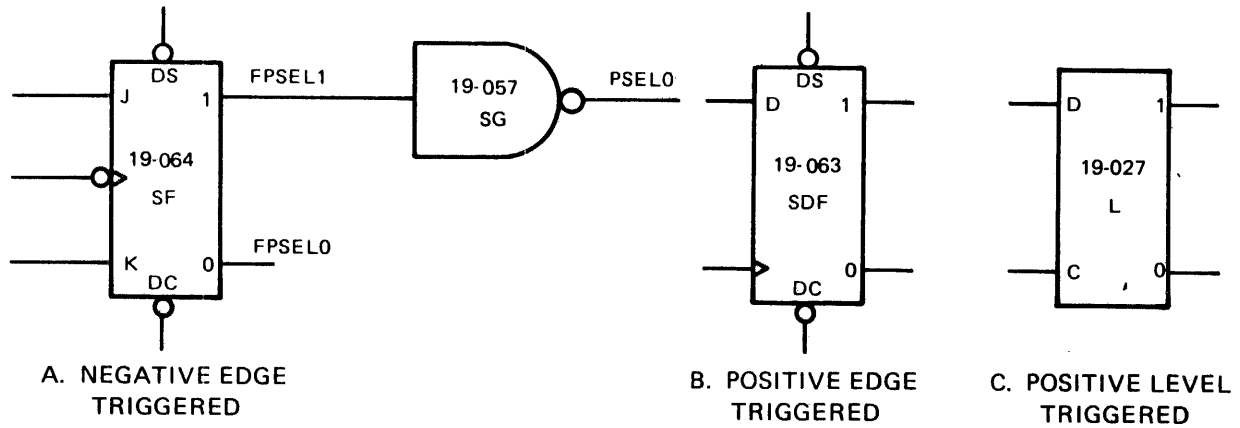 DS
J
1
19-064
SF
K
0
DC
FPSEL1
FPSEL0
19-057
SG
PSEL0
DS
D
1
19-063
SDF
0
DC
D
1
19-027
L
C
0
A. NEGATIVE EDGE
TRIGGERED
B. POSITIVE EDGE
TRIGGERED
C. POSITIVE LEVEL
TRIGGERED